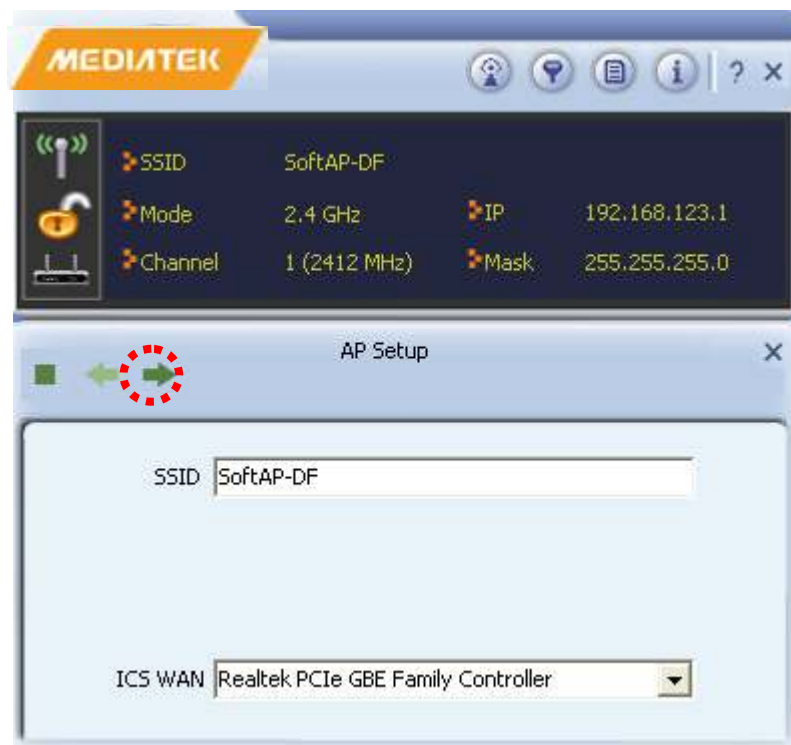 MEDIATEK
? ×
SSID SoftAP-DF
Mode 2.4 GHz IP 192.168.123.1
Channel 1 (2412 MHz) Mask 255.255.255.0
AP Setup ×
SSID SoftAP-DF
ICS WAN Realtek PCIe GBE Family Controller